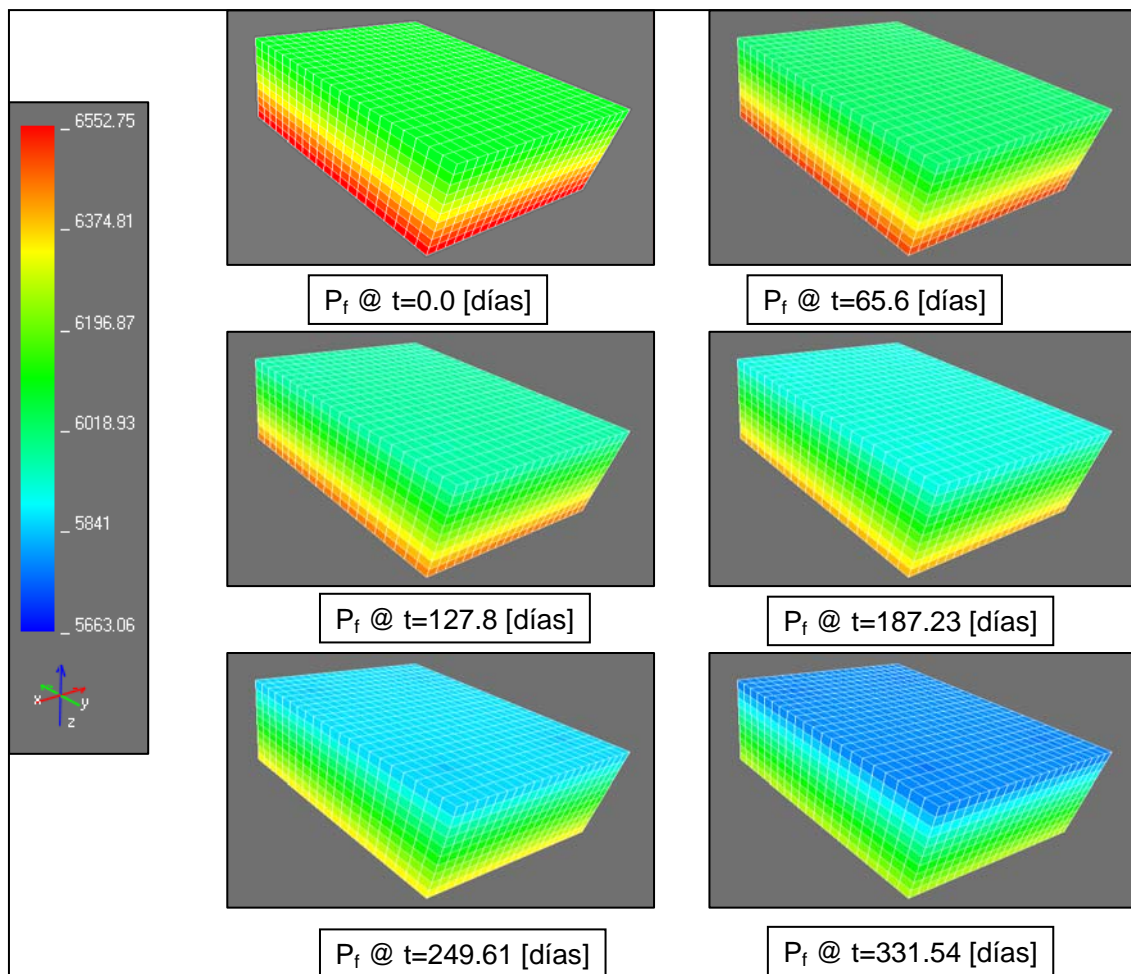 _ 6552.75
_ 6374.81
_ 6196.87
_ 6018.93
_ 5841
_ 5663.06
x y
z
Pf @ t=0.0 [días]
Pf @ t=65.6 [días]
Pf @ t=127.8 [días]
Pf @ t=187.23 [días]
Pf @ t=249.61 [días]
Pf @ t=331.54 [días]